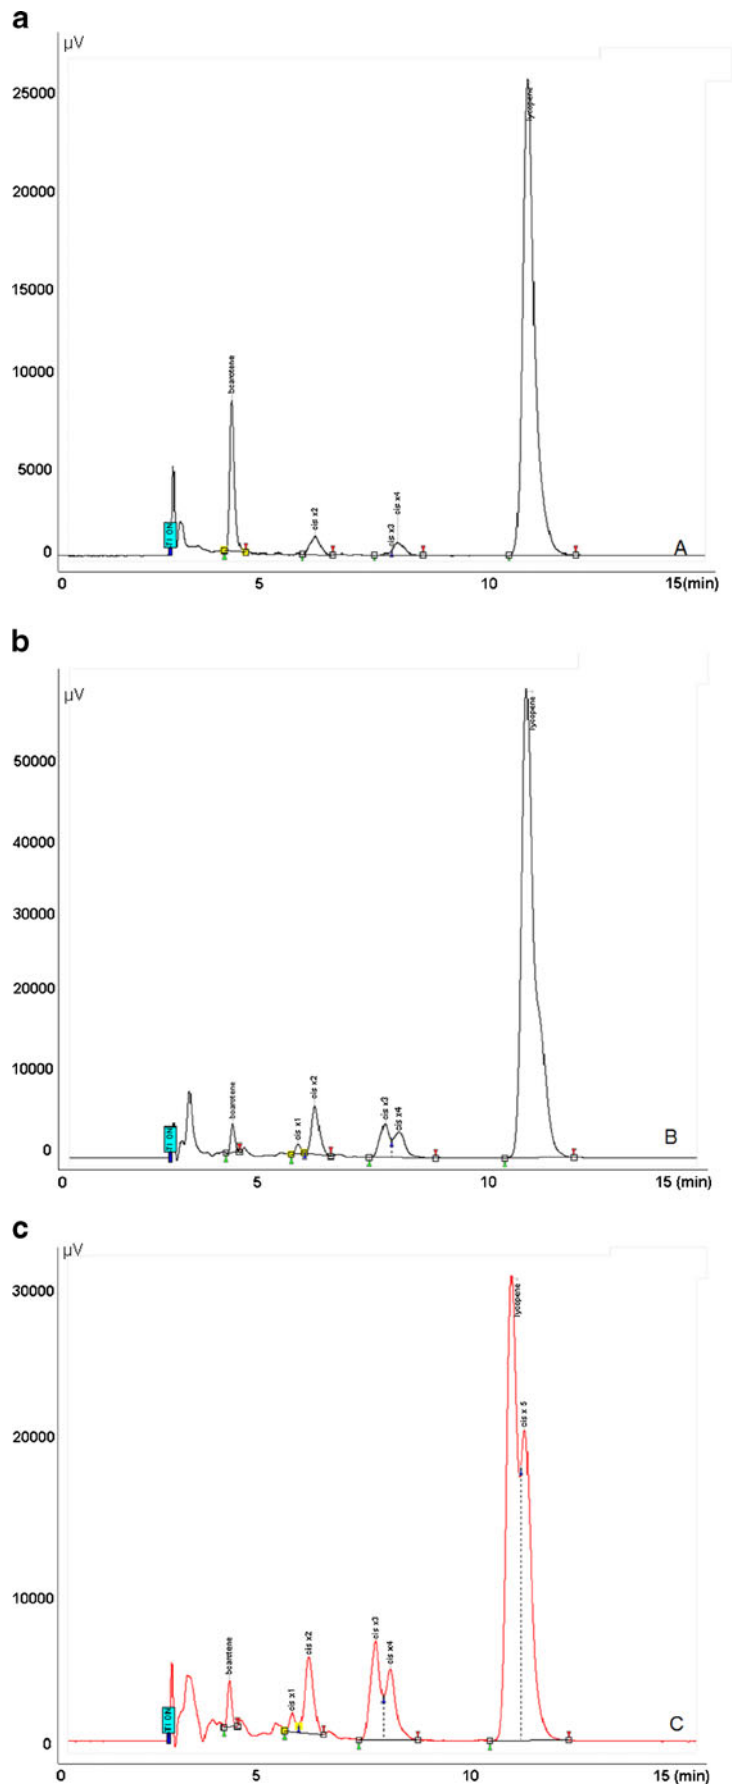 a
µV
25000
20000
15000
10000
5000
0
bcarotene
cis x2
cis x3
cis x4
lycopene
A
0 5 10 15(min)
b
µV
50000
40000
30000
20000
10000
0
bcarotene
cis x1
cis x2
cis x3
cis x4
lycopene
B
0 5 10 15 (min)
c
µV
30000
20000
10000
0
bcarotene
cis x1
cis x2
cis x3
cis x4
lycopene
cis x 5
C
0 5 10 15 (min)